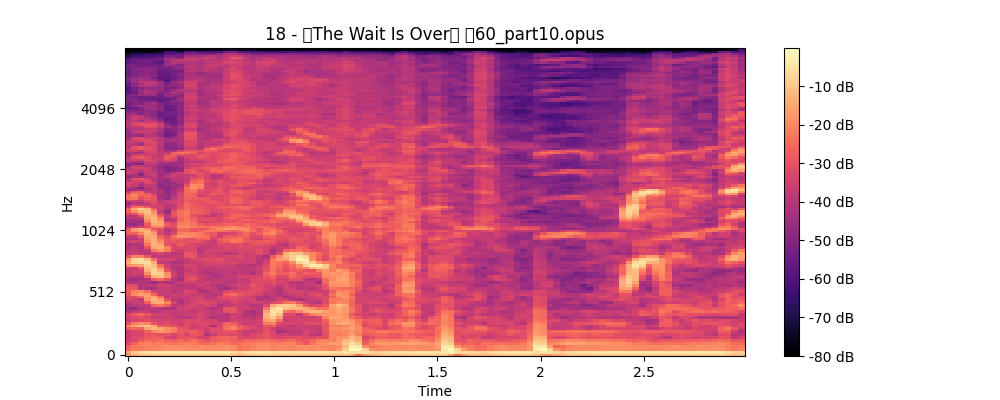 18 - ▯The Wait Is Over▯ ▯60_part10.opus
4096
2048
1024
512
0
Hz
0
0.5
1
1.5
2
2.5
Time
-10 dB
-20 dB
-30 dB
-40 dB
-50 dB
-60 dB
-70 dB
-80 dB